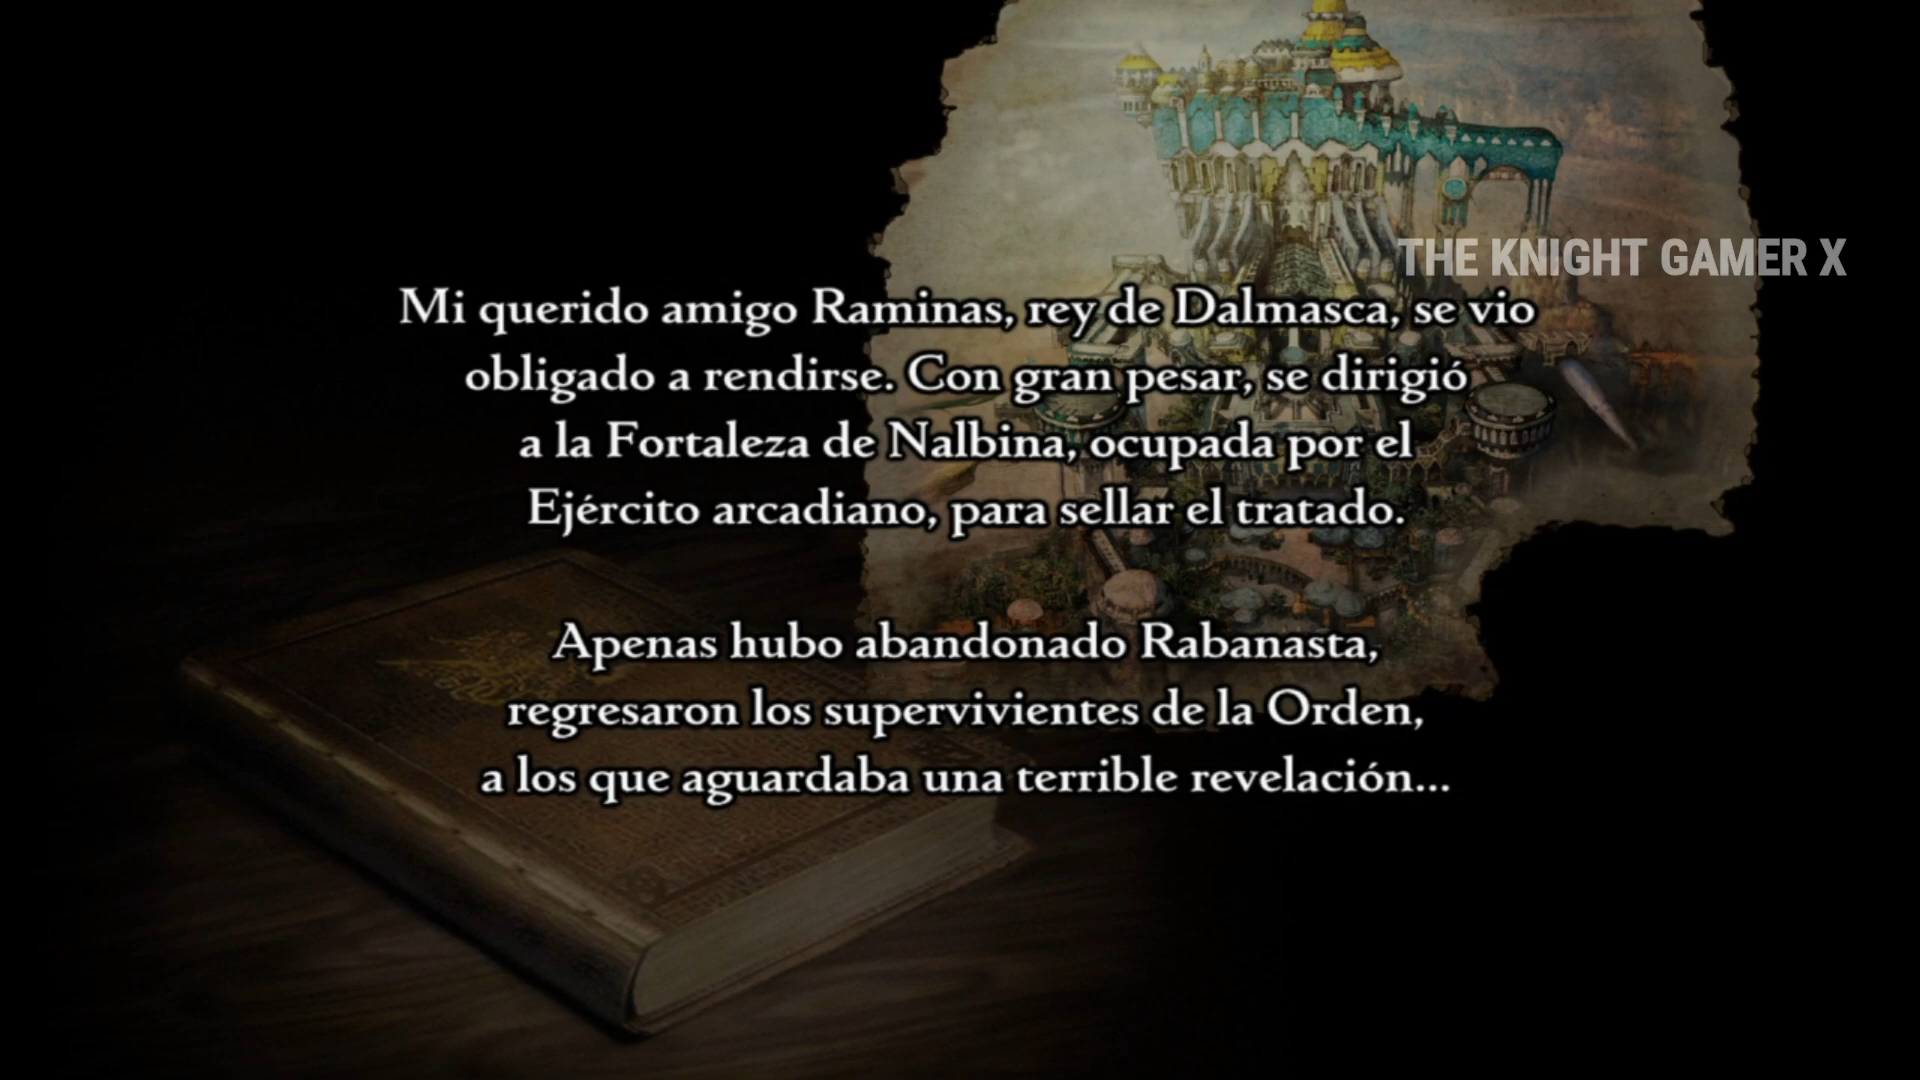 THE KNIGHT GAMER X
Mi querido amigo Raminas, rey de Dalmasca, se vio
obligado a rendirse. Con gran pesar, se dirigió
a la Fortaleza de Nalbina, ocupada por el
Ejército arcadiano, para sellar el tratado.
Apenas hubo abandonado Rabanasta,
regresaron los supervivientes de la Orden,
a los que aguardaba una terrible revelación...